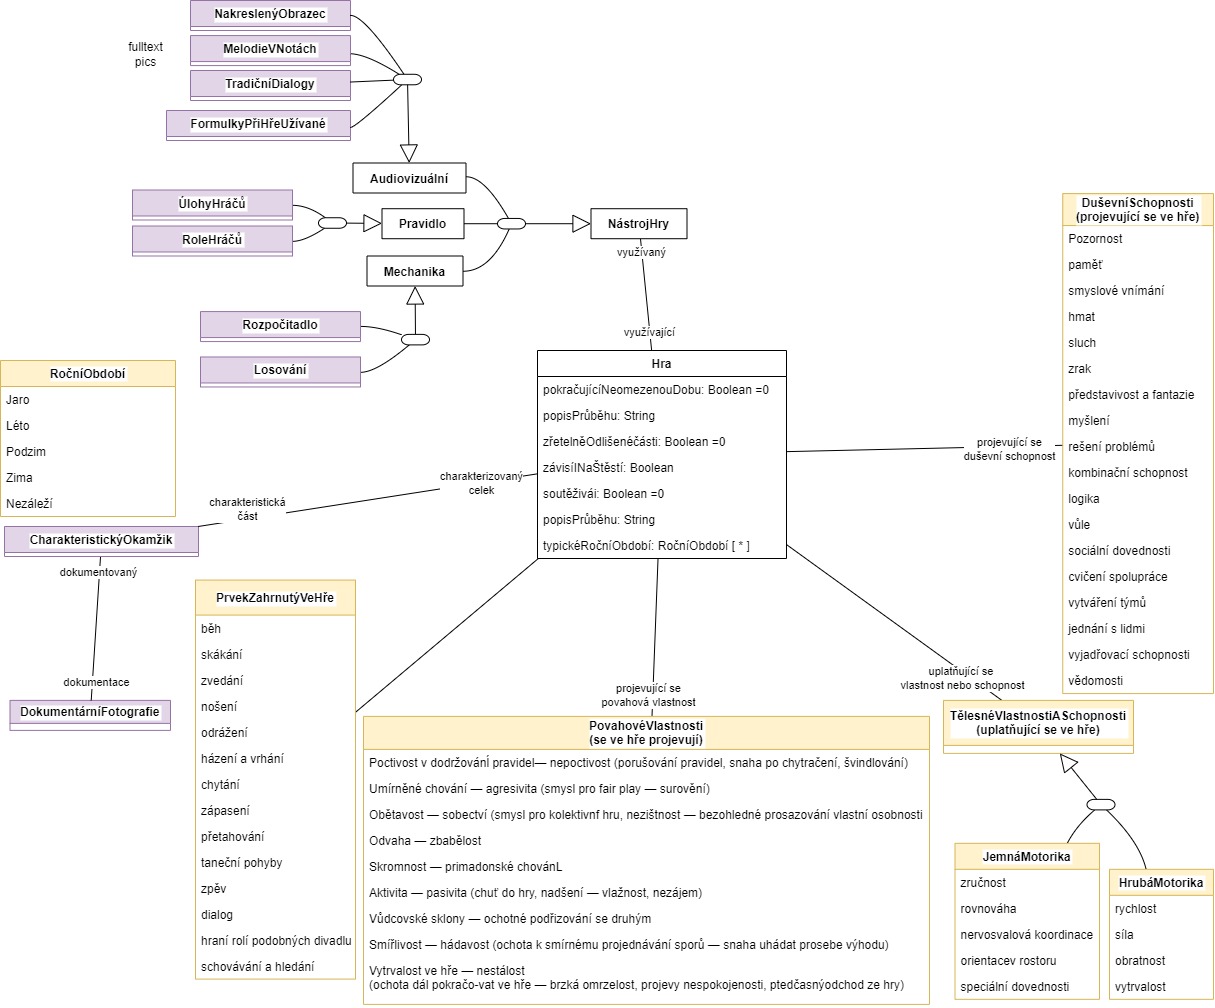 NakreslenýObrazec
fulltext
pics
MelodieVNotách
TradičníDialogy
FormulkyPřiHřeUžívané
Audiovizuální
ÚlohyHráčů
RoleHráčů
Pravidlo
NástrojHry
využívaný
Mechanika
Rozpočitadlo
Losování
využívající
RočníObdobí
Jaro
Léto
Podzim
Zima
Nezáleží
Hra
pokračujícíNeomezenouDobu: Boolean =0
popisPrůběhu: String
zřetelněOdlišenéčásti: Boolean =0
závisíINaŠtěstí: Boolean
soutěživái: Boolean =0
popisPrůběhu: String
typickéRočníObdobí: RočníObdobí [ * ]
DuševníSchopnosti
(projevující se ve hře)
Pozornost
paměť
smyslové vnímání
hmat
sluch
zrak
představivost a fantazie
myšlení
rešení problémů
kombinační schopnost
logika
vůle
sociální dovednosti
cvičení spolupráce
vytváření týmů
jednání s lidmi
vyjadřovací schopnosti
vědomosti
projevující se
duševní schopnost
charakterizovaný
celek
charakteristická
část
CharakteristickýOkamžik
dokumentovaný
dokumentace
DokumentárníFotografie
PrvekZahrnutýVeHře
běh
skákání
zvedání
nošení
odrážení
házení a vrhání
chytání
zápasení
přetahování
taneční pohyby
zpěv
dialog
hraní rolí podobných divadlu
schovávání a hledání
projevující se
povahová vlastnost
PovahovéVlastnosti
(se ve hře projevují)
Poctivost v dodržování pravidel— nepoctivost (porušování pravidel, snaha po chytračení, švindlování)
Umírněné chování — agresivita (smysl pro fair play — surovění)
Obětavost — sobectví (smysl pro kolektivnf hru, nezištnost — bezohledné prosazování vlastní osobnosti
Odvaha — zbabělost
Skromnost — primadonské chovánL
Aktivita — pasivita (chuť do hry, nadšení — vlažnost, nezájem)
Vůdcovské sklony — ochotné podřizování se druhým
Smířlivost — hádavost (ochota k smírnému projednávání sporů — snaha uhádat prosebe výhodu)
Vytrvalost ve hře — nestálost
(ochota dál pokračo-vat ve hře — brzká omrzelost, projevy nespokojenosti, ptedčasnýodchod ze hry)
uplatňující se
vlastnost nebo schopnost
TělesnéVlastnostiASchopnosti
(uplatňující se ve hře)
JemnáMotorika
zručnost
rovnováha
nervosvalová koordinace
orientacev rostoru
speciální dovednosti
HrubáMotorika
rychlost
síla
obratnost
vytrvalost